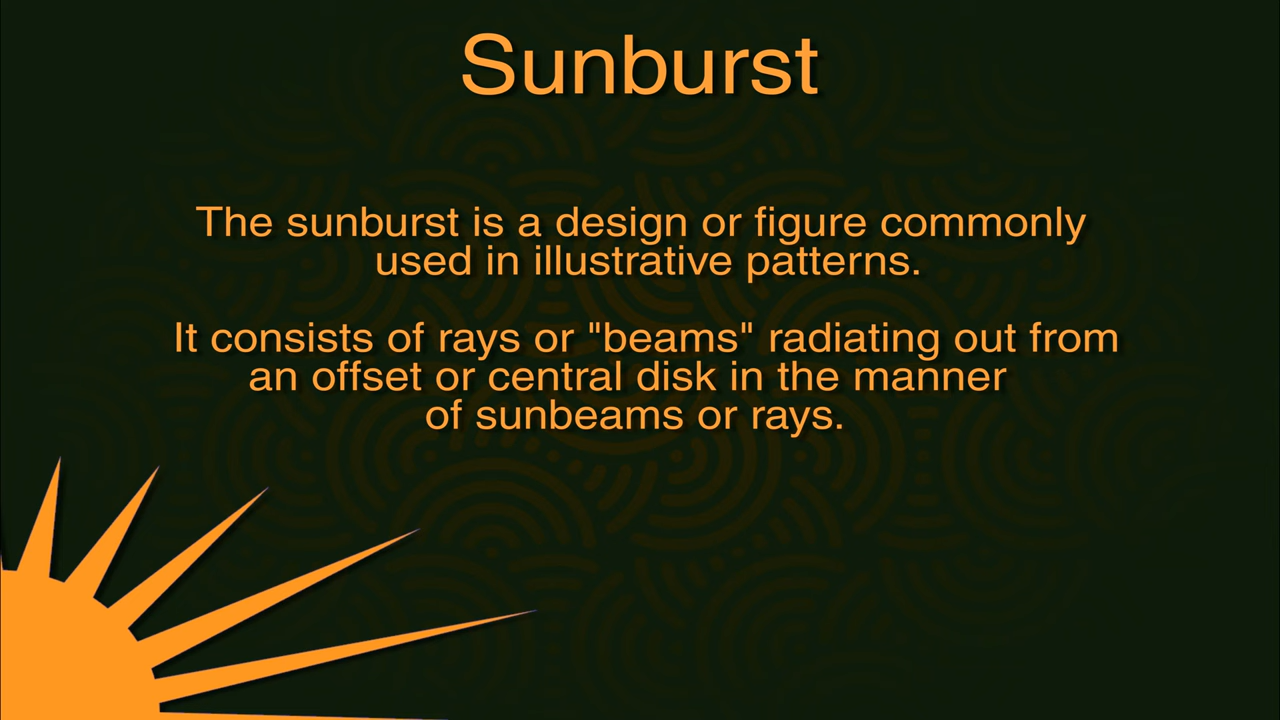 Sunburst
The sunburst is a design or figure commonly
used in illustrative patterns.
It consists of rays or "beams" radiating out from
an offset or central disk in the manner
of sunbeams or rays.